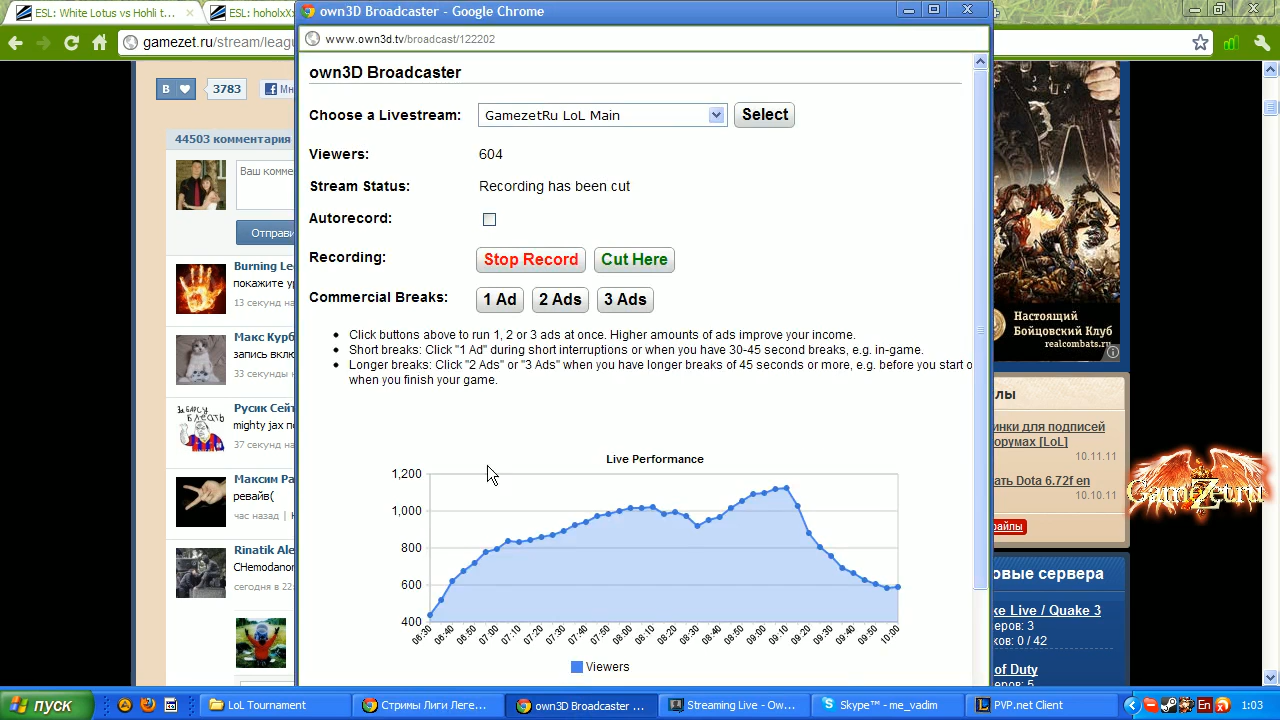 ESL: White Lotus vs Hohli t...
ESL: hoholxX:
own3D Broadcaster - Google Chrome
gamezet.ru/stream/leagu
www.own3d.tv/broadcast/122202
own3D Broadcaster
Choose a Livestream:
GamezetRu LoL Main
Select
Viewers:
604
Stream Status:
Recording has been cut
Autorecord:
Recording:
Stop Record
Cut Here
Commercial Breaks:
1 Ad
2 Ads
3 Ads
Click buttons above to run 1, 2 or 3 ads at once. Higher amounts of ads improve your income.
Short breaks: Click "1 Ad" during short interruptions or when you have 30-45 second breaks, e.g. in-game.
Longer breaks: Click "2 Ads" or "3 Ads" when you have longer breaks of 45 seconds or more, e.g. before you start o
when you finish your game.
Live Performance
1,200
1,000
800
600
400
06:30
06:40
06:50
07:00
07:10
07:20
07:30
07:40
07:50
08:00
08:10
08:20
08:30
08:40
08:50
09:00
09:10
09:20
09:30
09:40
09:50
10:00
Viewers
В
3783
Мн
44503 комментария
Ваш комме
Отправи
Burning Le
покажите ур
13 секунд н
Макс Курб
запись вклю
33 секунды н
Русик Сейт
mighty jax по
37 секунд на
Максим Ра
ревайв(
час назад | К
Rinatik Ale
CHemodanon
сегодня в 22:
Настоящий
Бойцовский Клуб
realcombats.ru
лы
инки для подписей
орумах [LoL]
10.11.11
ать Dota 6.72f en
10.10.11
айлы
GameZet.ru
овые сервера
ke Live / Quake 3
еров: 3
ков: 0 / 42
of Duty
еров: 5
пуск
LoL Tournament
Стримы Лиги Леге...
own3D Broadcaster ...
Streaming Live - Ow...
Skype™ - me_vadim
PVP.net Client
En
1:03